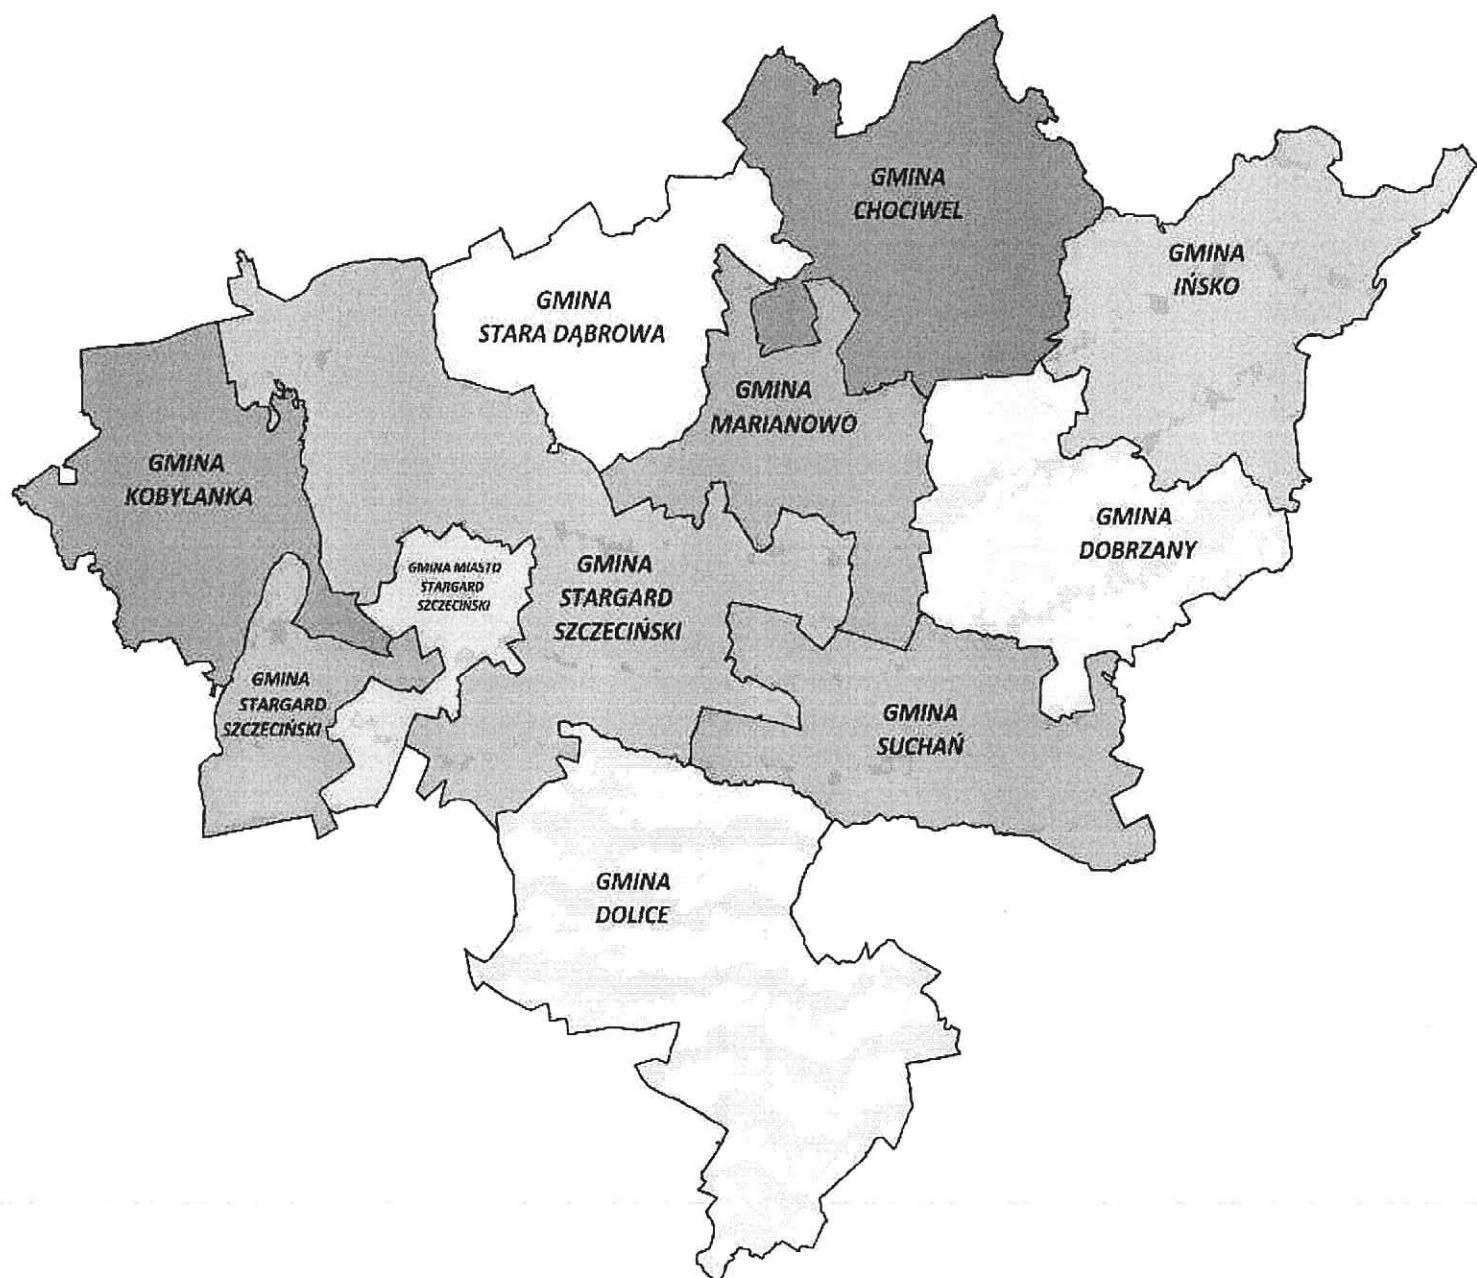 GMINA
CHOCIWEL
GMINA
IŃSKO
GMINA
STARA DĄBROWA
GMINA
MARIANOWO
GMINA
KOBYLANKA
GMINA
DOBRZANY
GMINA MIASTO
STARGARD
SZCZECIŃSKI
GMINA
STARGARD
SZCZECIŃSKI
GMINA
STARGARD
SZCZECIŃSKI
GMINA
SUCHAŃ
GMINA
DOLICE